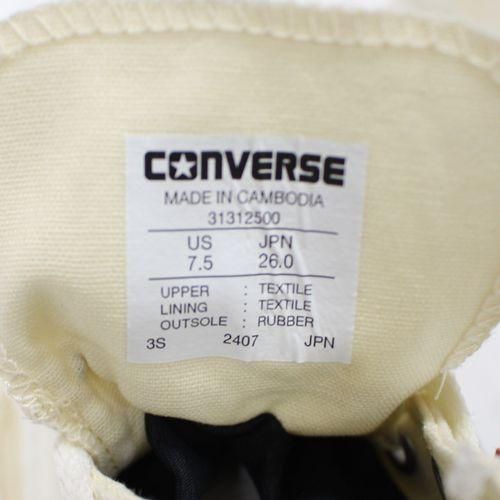 CONVERSE
MADE IN CAMBODIA
31312500
US JPN
7.5 26.0
UPPER : TEXTILE
LINING : TEXTILE
OUTSOLE : RUBBER
3S 2407 JPN